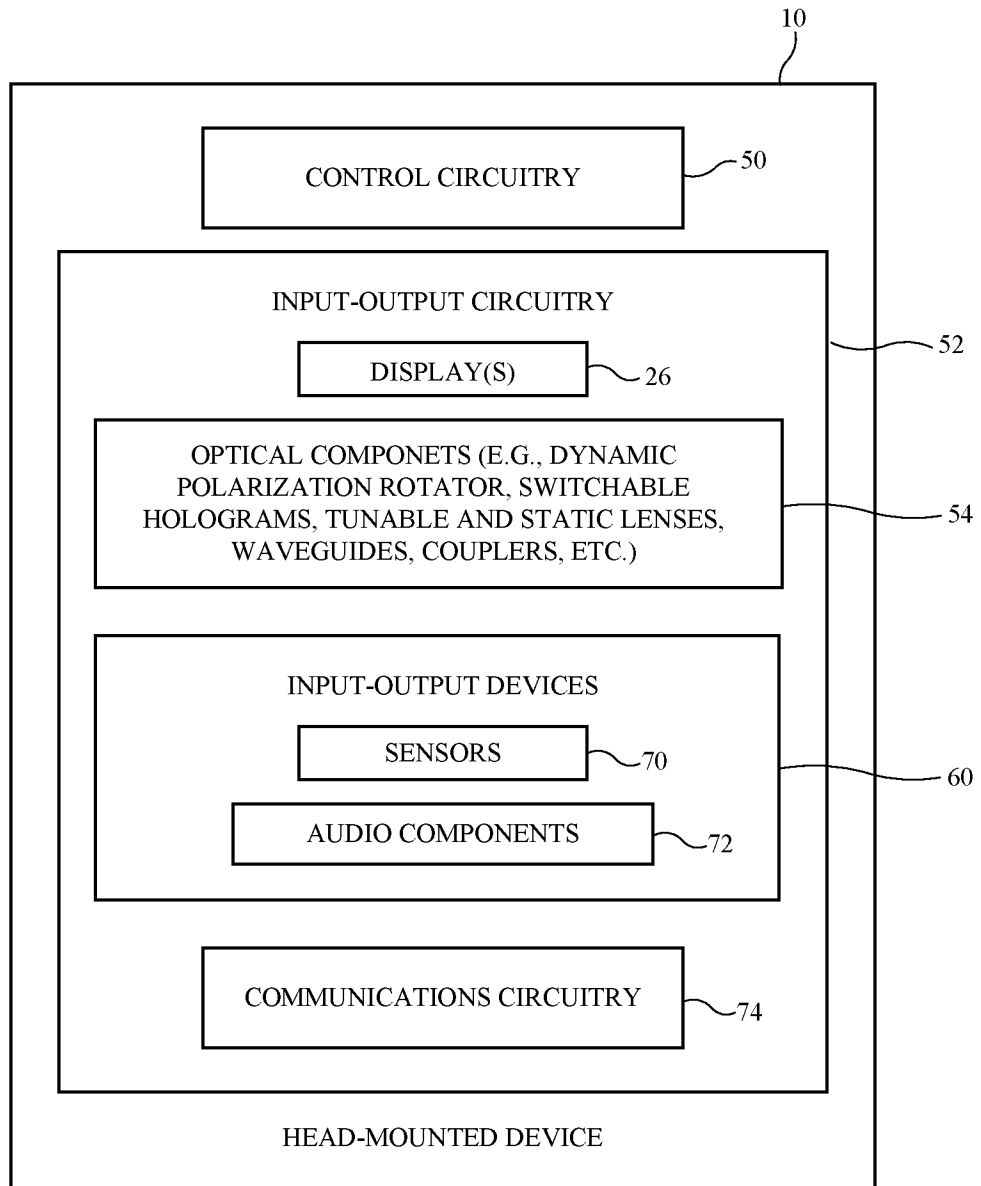 10
CONTROL CIRCUITRY
50
INPUT-OUTPUT CIRCUITRY
52
DISPLAY(S)
26
OPTICAL COMPONETS (E.G., DYNAMIC
POLARIZATION ROTATOR, SWITCHABLE
HOLOGRAMS, TUNABLE AND STATIC LENSES,
WAVEGUIDES, COUPLERS, ETC.)
54
INPUT-OUTPUT DEVICES
SENSORS
70
60
AUDIO COMPONENTS
72
COMMUNICATIONS CIRCUITRY
74
HEAD-MOUNTED DEVICE